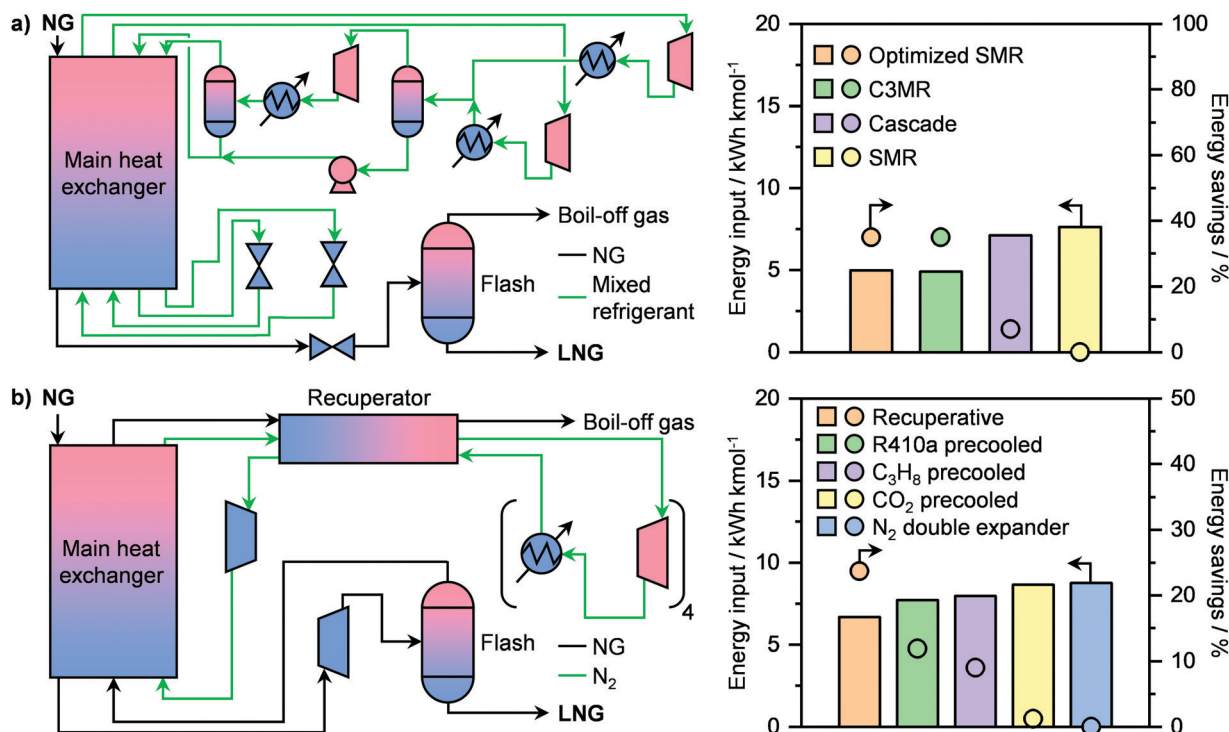 a)
NG
Main heat
exchanger
Boil-off gas
NG
Mixed
refrigerant
Flash
LNG
Energy input / kWh kmol⁻¹
20
15
10
5
0
Optimized SMR
C3MR
Cascade
SMR
100
80
60
40
20
0
Energy savings / %
b)
NG
Recuperator
Boil-off gas
Main heat
exchanger
4
Flash
NG
N₂
LNG
Energy input / kWh kmol⁻¹
20
15
10
5
0
Recuperative
R410a precooled
C₃H₈ precooled
CO₂ precooled
N₂ double expander
50
40
30
20
10
0
Energy savings / %